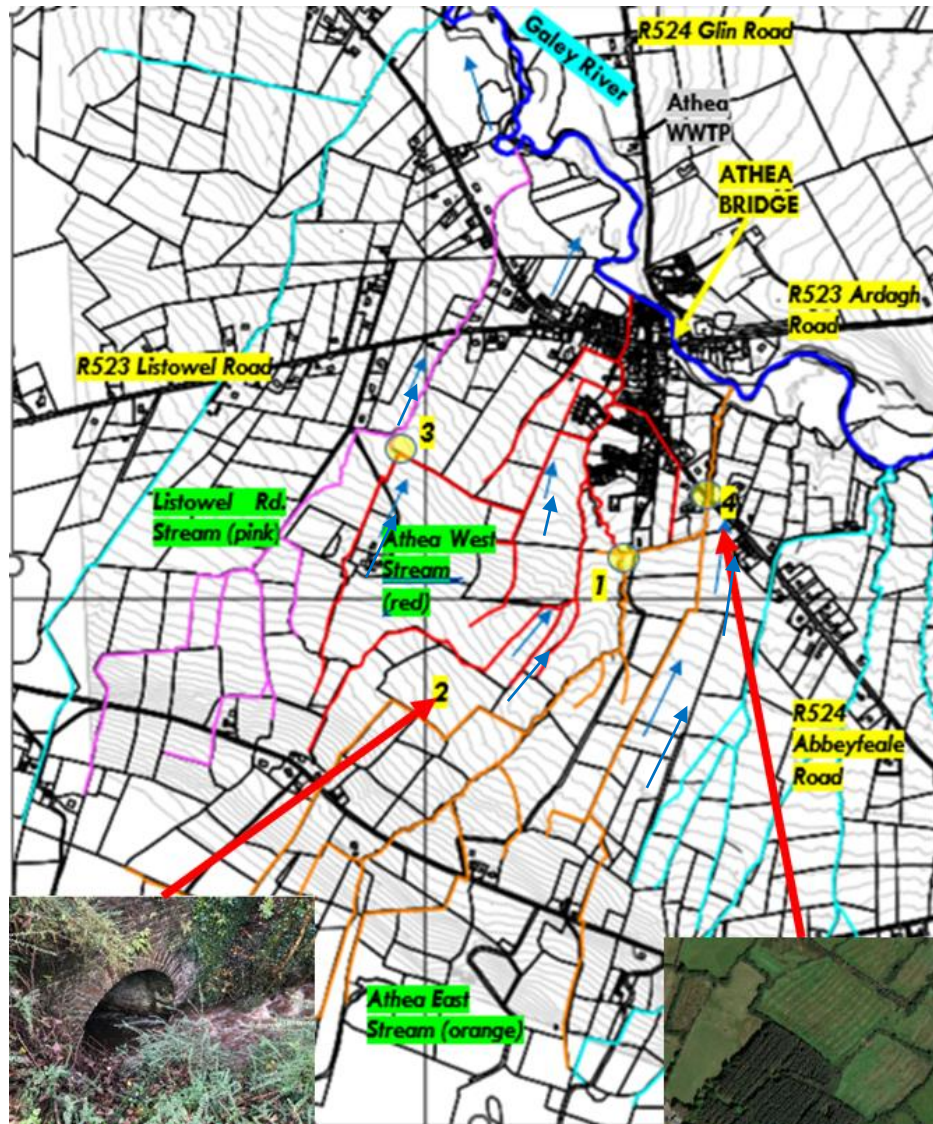 Galey River
R524 Glin Road
Athea
WWTP
ATHEA
BRIDGE
R523 Ardagh
Road
R523 Listowel Road
3
Listowel Rd.
Stream (pink)
Athea West
Stream
(red)
4
1
2
R524
Abbeyfeale
Road
Athea East
Stream (orange)